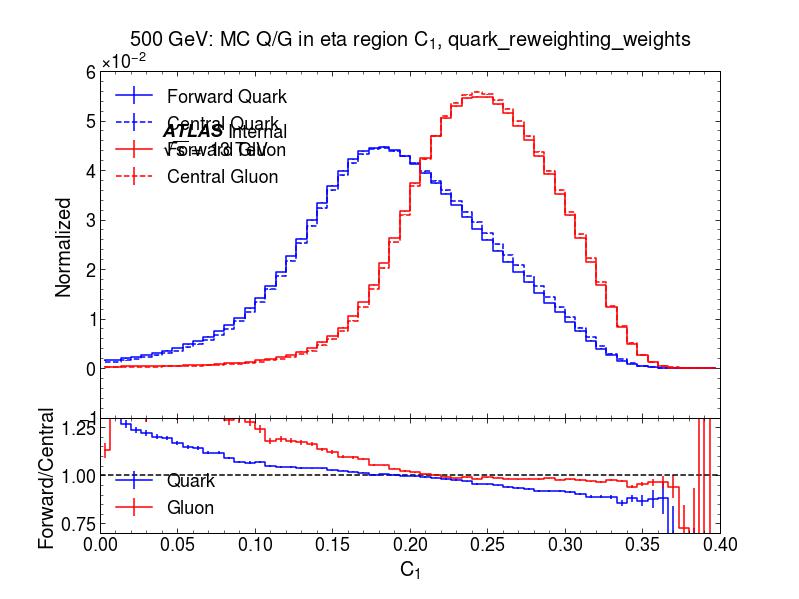 500 GeV: MC Q/G in eta region C₁, quark_reweighting_weights
×10⁻²
6
5
4
3
2
1
0
−1
Normalized
Forward Quark
Central Quark
ATLAS Internal
√s = 13 TeV
Forward Gluon
Central Gluon
Forward/Central
1.25
1.00
0.75
Quark
Gluon
0.00 0.05 0.10 0.15 0.20 0.25 0.30 0.35 0.40
C₁